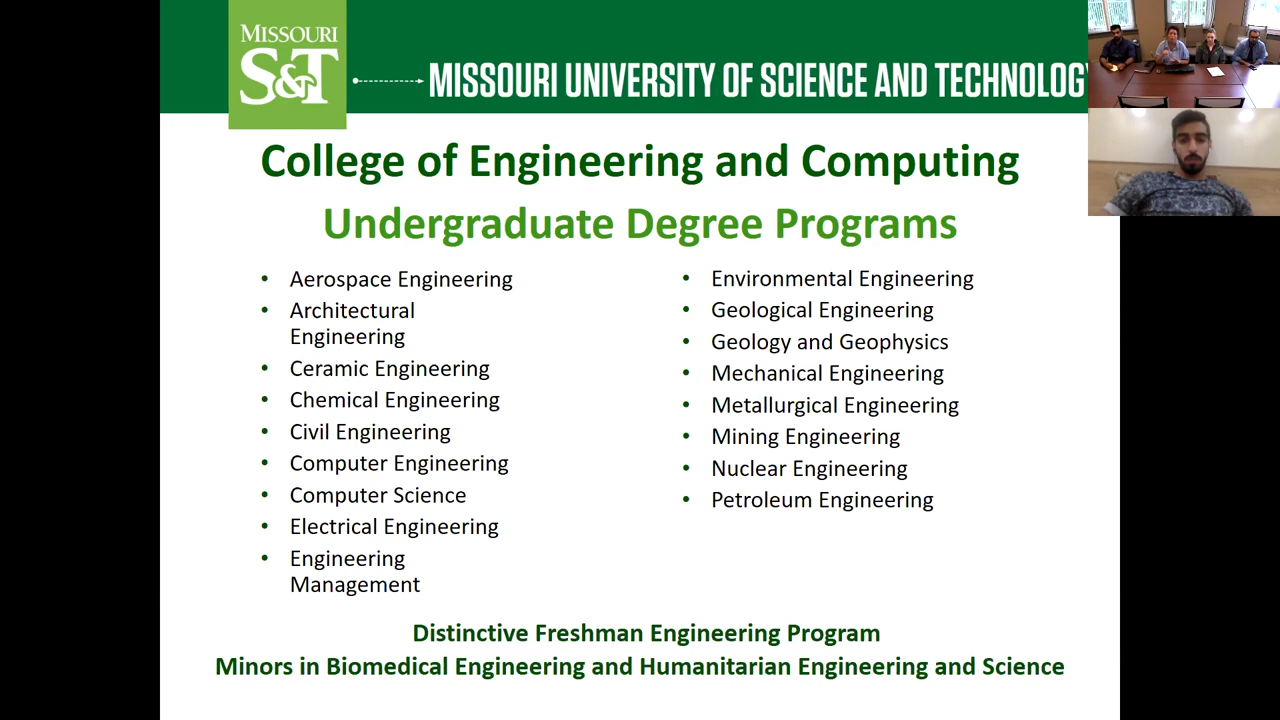 MISSOURI
S&T
MISSOURI UNIVERSITY OF SCIENCE AND TECHNOLOGY
College of Engineering and Computing
Undergraduate Degree Programs
• Aerospace Engineering
• Architectural
Engineering
• Ceramic Engineering
• Chemical Engineering
• Civil Engineering
• Computer Engineering
• Computer Science
• Electrical Engineering
• Engineering
Management
• Environmental Engineering
• Geological Engineering
• Geology and Geophysics
• Mechanical Engineering
• Metallurgical Engineering
• Mining Engineering
• Nuclear Engineering
• Petroleum Engineering
Distinctive Freshman Engineering Program
Minors in Biomedical Engineering and Humanitarian Engineering and Science